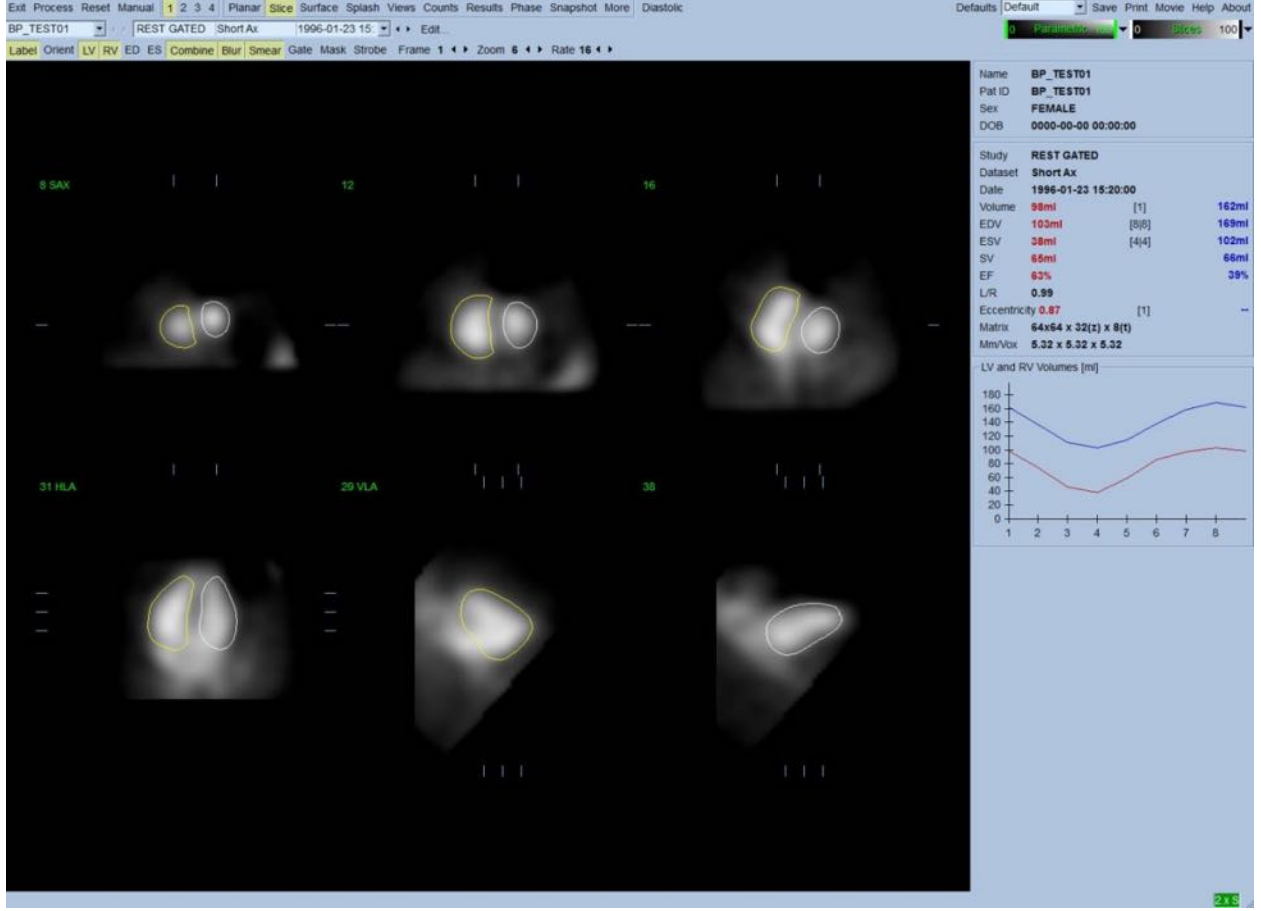 Exit Process Reset Manual 1 2 3 4 Planar Slice Surface Splash Views Counts Results Phase Snapshot More Diastolic Defaults Default Save Print Movie Help About
BP_TEST01 REST GATED Short Ax 1996-01-23 15: Edit... 0 Parametric 0 Slices 100
Label Orient LV RV ED ES Combine Blur Smear Gate Mask Strobe Frame 1 Zoom 6 Rate 16
8 SAX 12 16
31 HLA 29 VLA 38
Name BP_TEST01
Pat ID BP_TEST01
Sex FEMALE
DOB 0000-00-00 00:00:00
Study REST GATED
Dataset Short Ax
Date 1996-01-23 15:20:00
Volume 98ml [1] 162ml
EDV 103ml [8|8] 169ml
ESV 38ml [4|4] 102ml
SV 65ml 66ml
EF 63% 39%
L/R 0.99
Eccentricity 0.87 [1] --
Matrix 64x64 x 32(z) x 8(t)
Mm/Vox 5.32 x 5.32 x 5.32
LV and RV Volumes [ml]
180
160
140
120
100
80
60
40
20
0
1 2 3 4 5 6 7 8
2 x S